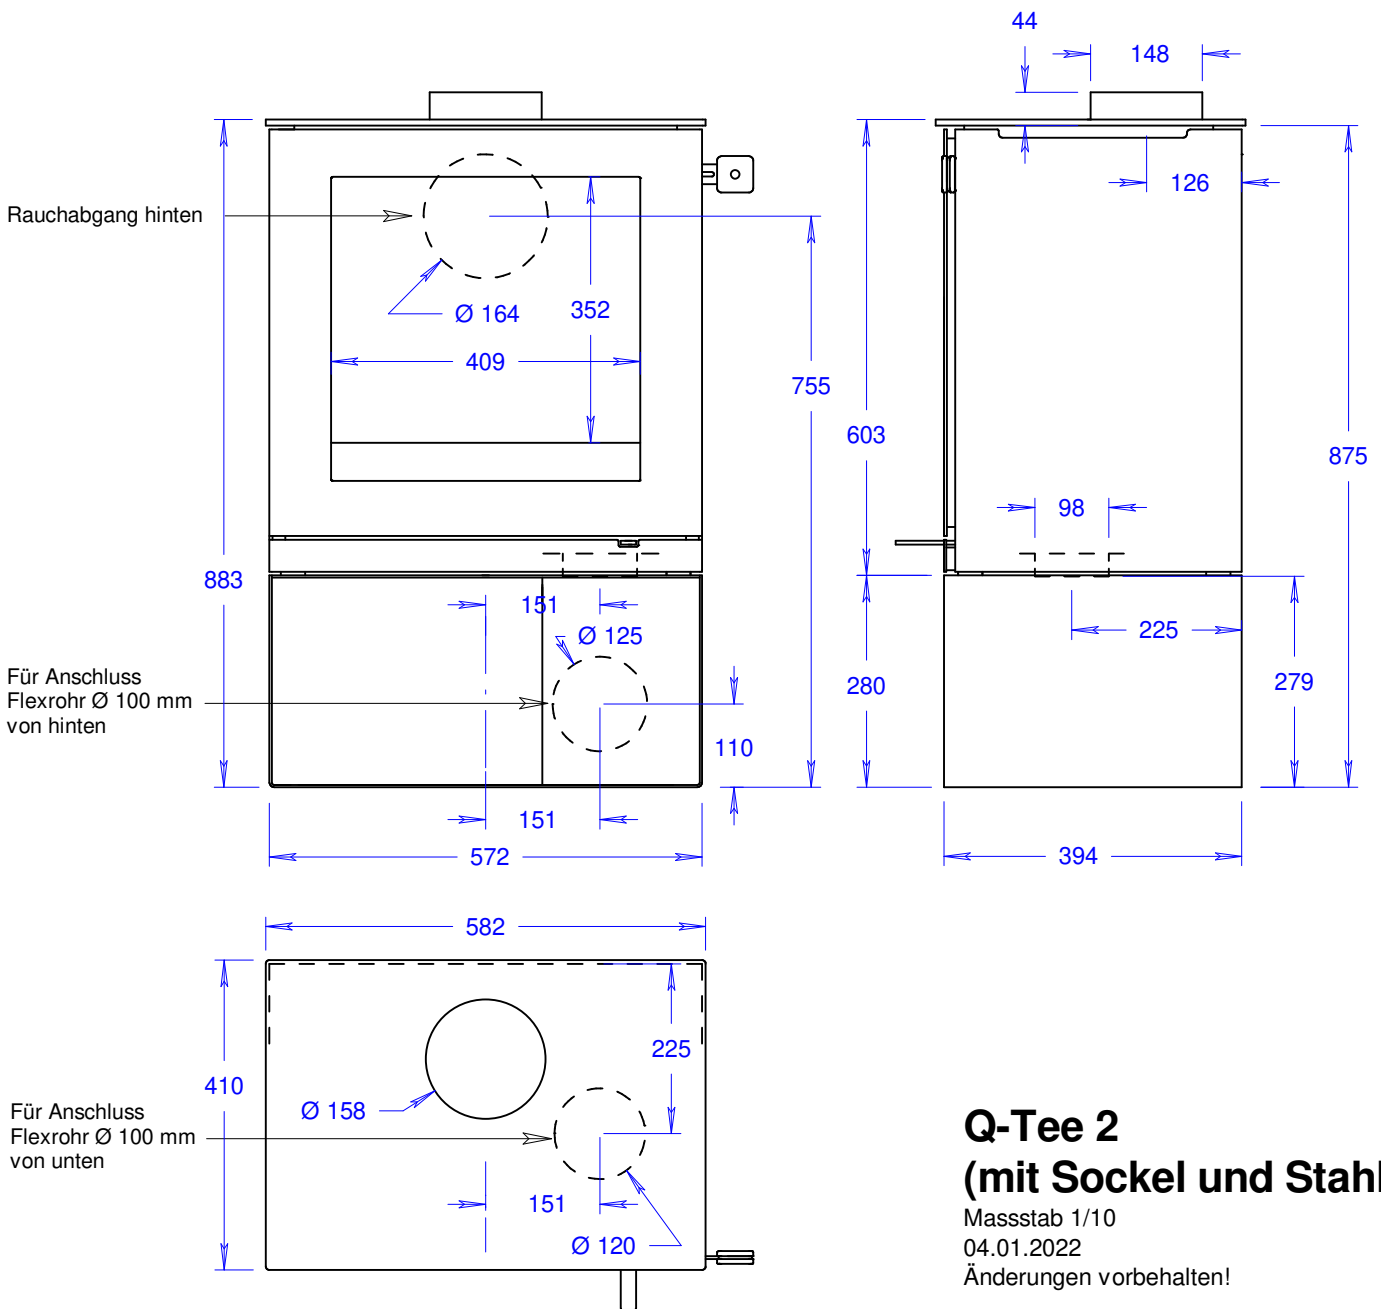 44
148
126
Rauchabgang hinten
Ø 164
352
409
755
603
875
98
883
151
Ø 125
225
Für Anschluss
Flexrohr Ø 100 mm
von hinten
280
279
110
151
572
394
582
225
410
Ø 158
Für Anschluss
Flexrohr Ø 100 mm
von unten
151
Ø 120
Q-Tee 2
(mit Sockel und Stahl
Massstab 1/10
04.01.2022
Änderungen vorbehalten!